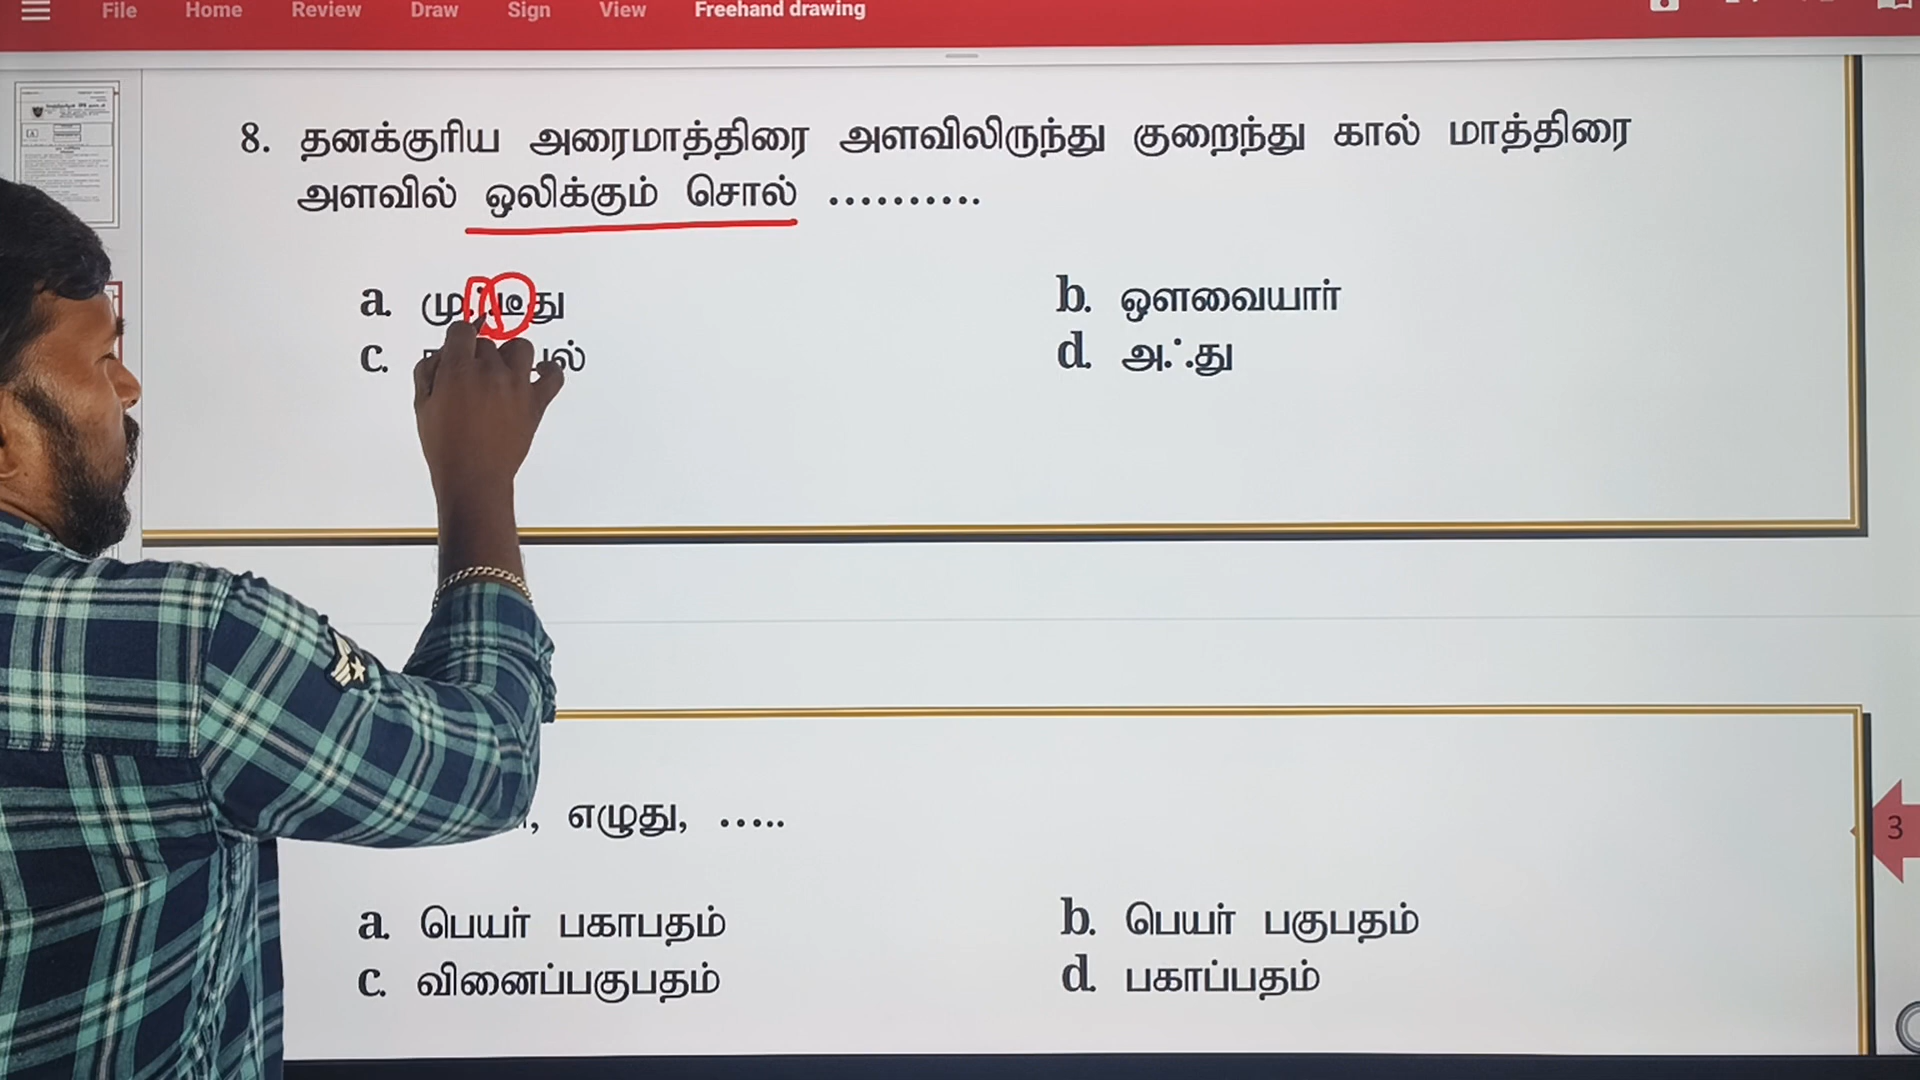 File Home Review Draw Sign View Freehand drawing
8. தனக்குரிய அரைமாத்திரை அளவிலிருந்து குறைந்து கால் மாத்திரை
அளவில் ஒலிக்கும் சொல் ..........
a. முஃடீது
b. ஔவையார்
c.
d. அஃது
3
எழுது, .....
a. பெயர் பகாபதம்
b. பெயர் பகுபதம்
c. வினைப்பகுபதம்
d. பகாப்பதம்